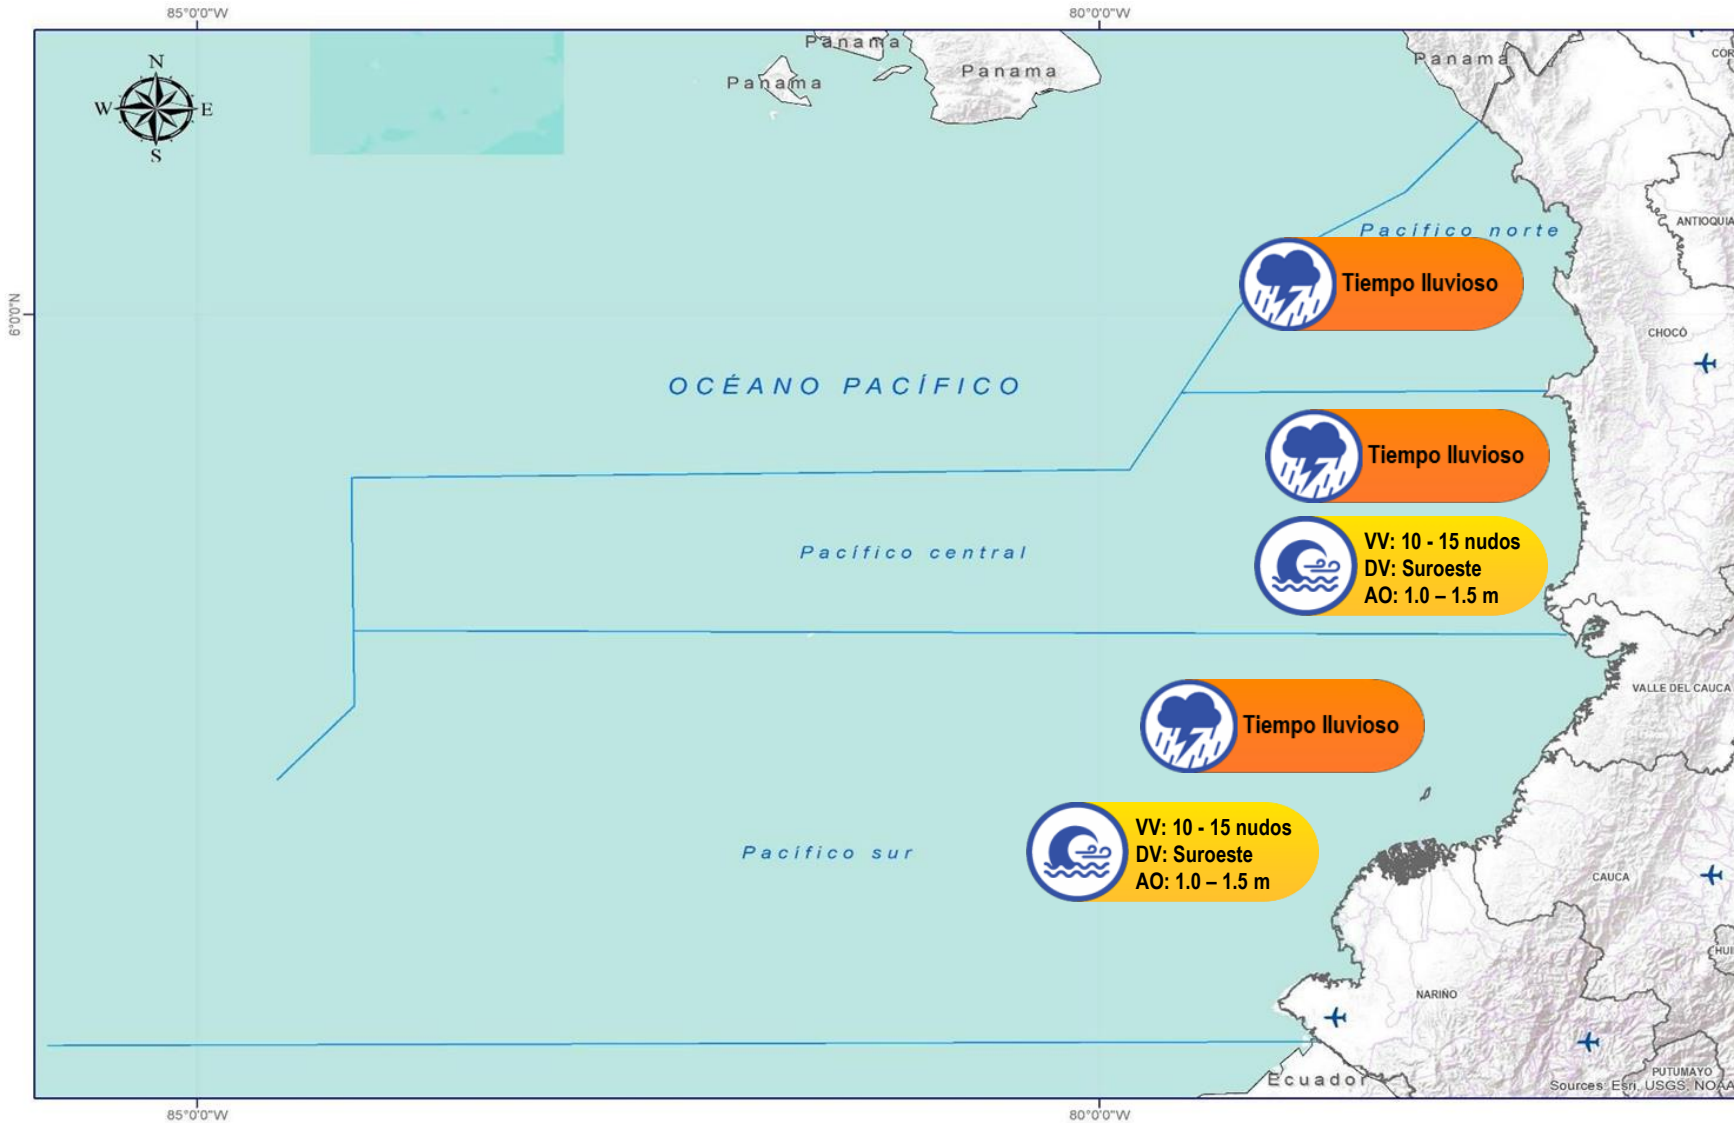 85°0'0"W
80°0'0"W
N
W
E
S
Panama
Panama
Panama
Panama
ANTIOQUIA
Pacífico norte
Tiempo lluvioso
6°0'0"N
CHOCÓ
OCÉANO PACÍFICO
Tiempo lluvioso
Pacífico central
VV: 10 - 15 nudos
DV: Suroeste
AO: 1.0 – 1.5 m
VALLE DEL CAUCA
Tiempo lluvioso
Pacífico sur
VV: 10 - 15 nudos
DV: Suroeste
AO: 1.0 – 1.5 m
CAUCA
NARIÑO
PUTUMAYO
Ecuador
Sources: Esri, USGS, NOAA
85°0'0"W
80°0'0"W